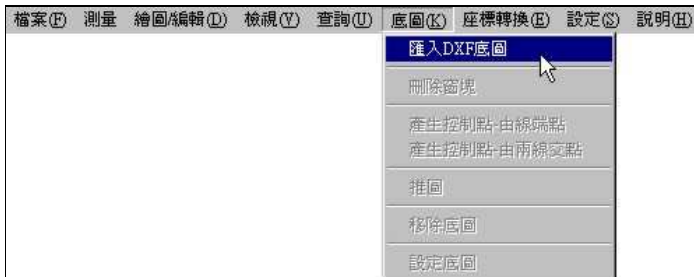 檔案(F) 測量 繪圖/編輯(D) 檢視(V) 查詢(U) 底圖(K) 座標轉換(E) 設定(S) 說明(H)
匯入DXF底圖
刪除窗塊
產生控制點-由線端點
產生控制點-由兩線交點
推圖
移除底圖
設定底圖